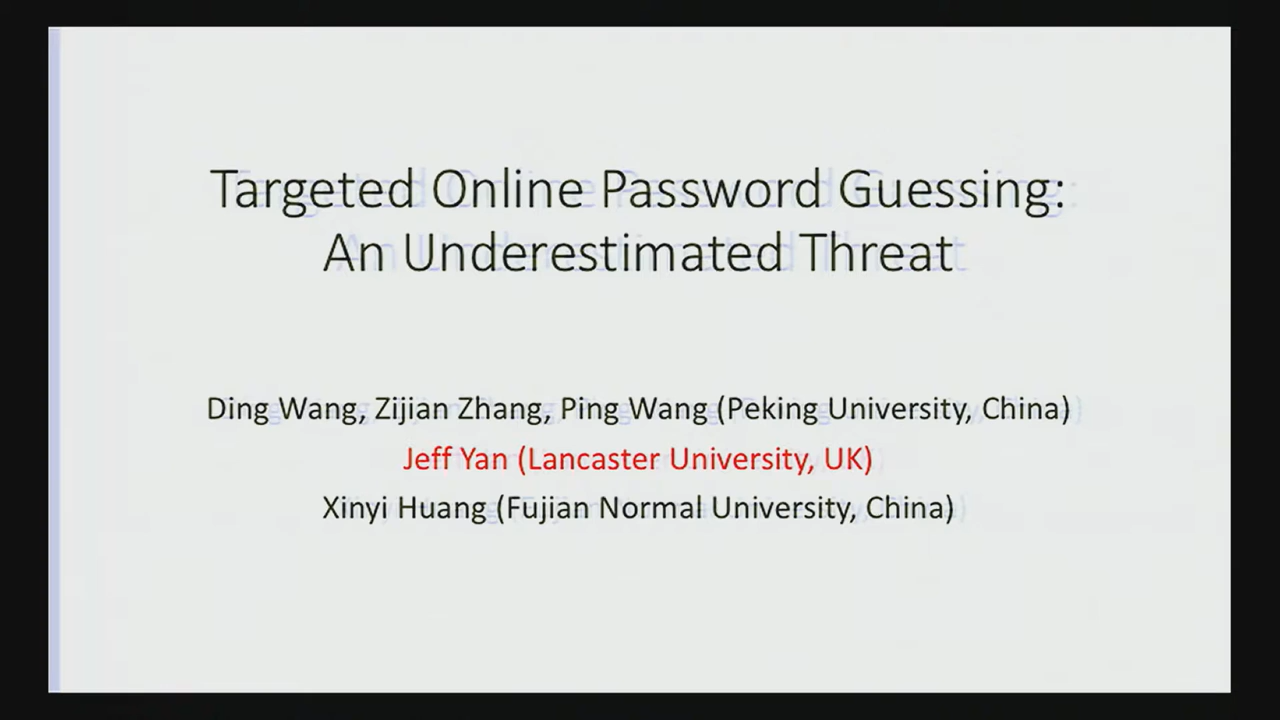 Targeted Online Password Guessing:
An Underestimated Threat
Ding Wang, Zijian Zhang, Ping Wang (Peking University, China)
Jeff Yan (Lancaster University, UK)
Xinyi Huang (Fujian Normal University, China)